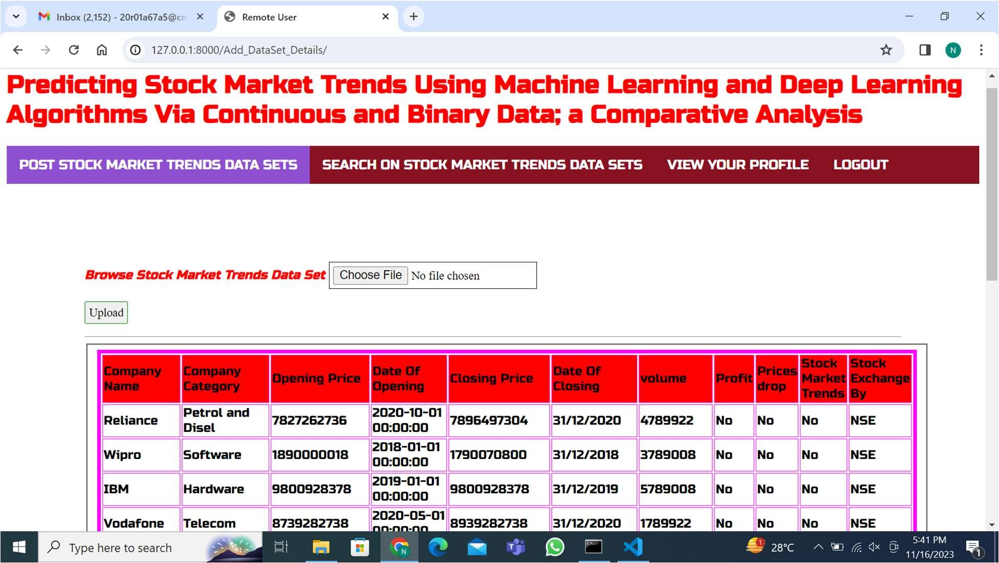 Inbox (2,152) - 20r01a67a5@cn
Remote User
127.0.0.1:8000/Add_DataSet_Details/
N
Predicting Stock Market Trends Using Machine Learning and Deep Learning
Algorithms Via Continuous and Binary Data; a Comparative Analysis
POST STOCK MARKET TRENDS DATA SETS SEARCH ON STOCK MARKET TRENDS DATA SETS VIEW YOUR PROFILE LOGOUT
Browse Stock Market Trends Data Set Choose File No file chosen
Upload
Company Name Company Category Opening Price Date Of Opening Closing Price Date Of Closing volume Profit Prices drop Stock Market Trends Stock Exchange By
Reliance Petrol and Disel 7827262736 2020-10-01 00:00:00 7896497304 31/12/2020 4789922 No No No NSE
Wipro Software 1890000018 2018-01-01 00:00:00 1790070800 31/12/2018 3789008 No No No NSE
IBM Hardware 9800928378 2019-01-01 00:00:00 9800928378 31/12/2019 5789008 No No No NSE
Vodafone Telecom 8739282738 2020-05-01 00:00:00 8939282738 31/12/2020 1789922 No No No NSE
Type here to search
N
T
1
28°C
5:41 PM
11/16/2023
1